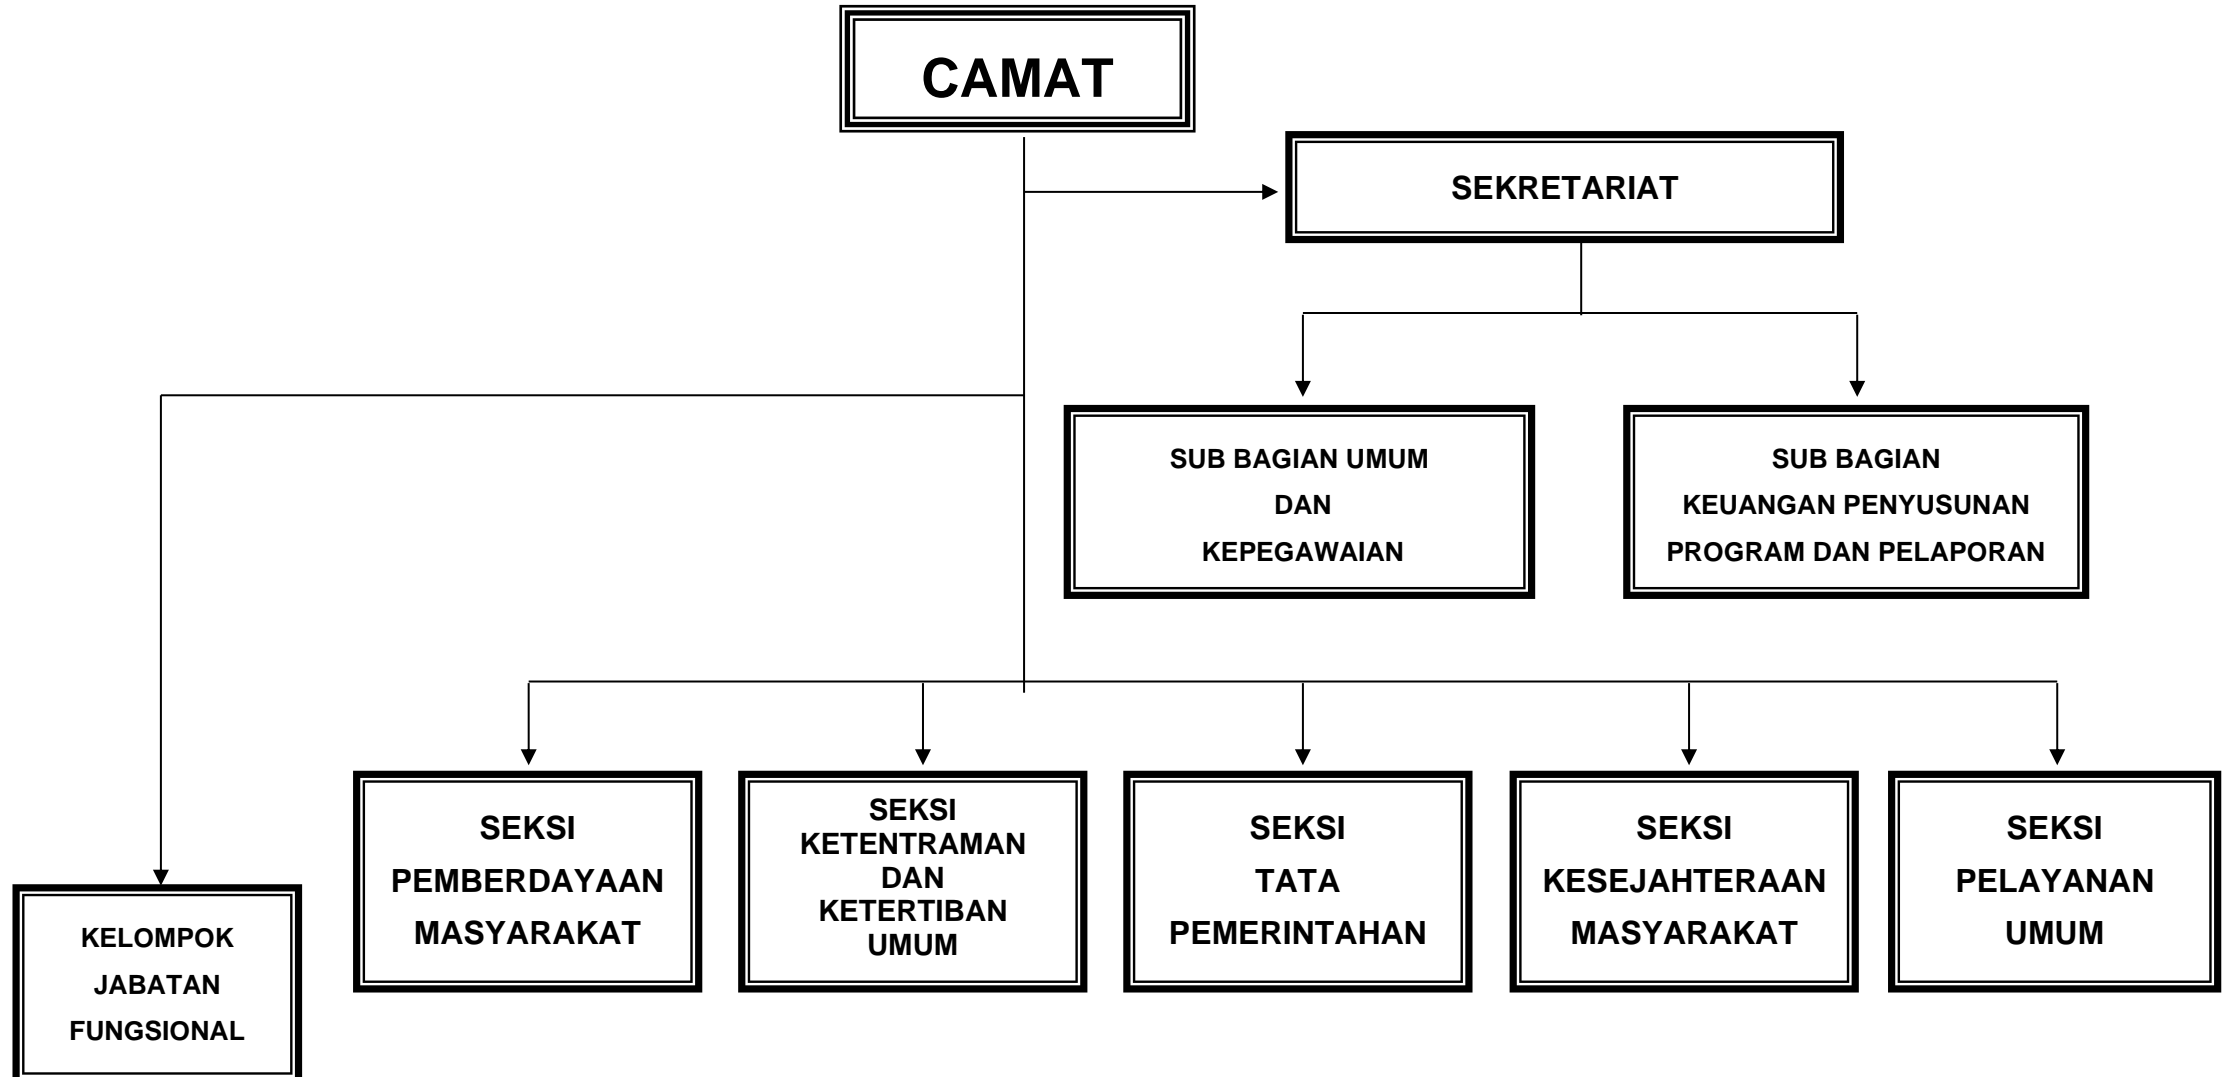 CAMAT
SEKRETARIAT
SUB BAGIAN UMUM
DAN
KEPEGAWAIAN
SUB BAGIAN
KEUANGAN PENYUSUNAN
PROGRAM DAN PELAPORAN
KELOMPOK
JABATAN
FUNGSIONAL
SEKSI
PEMBERDAYAAN
MASYARAKAT
SEKSI
KETENTRAMAN
DAN
KETERTIBAN
UMUM
SEKSI
TATA
PEMERINTAHAN
SEKSI
KESEJAHTERAAN
MASYARAKAT
SEKSI
PELAYANAN
UMUM